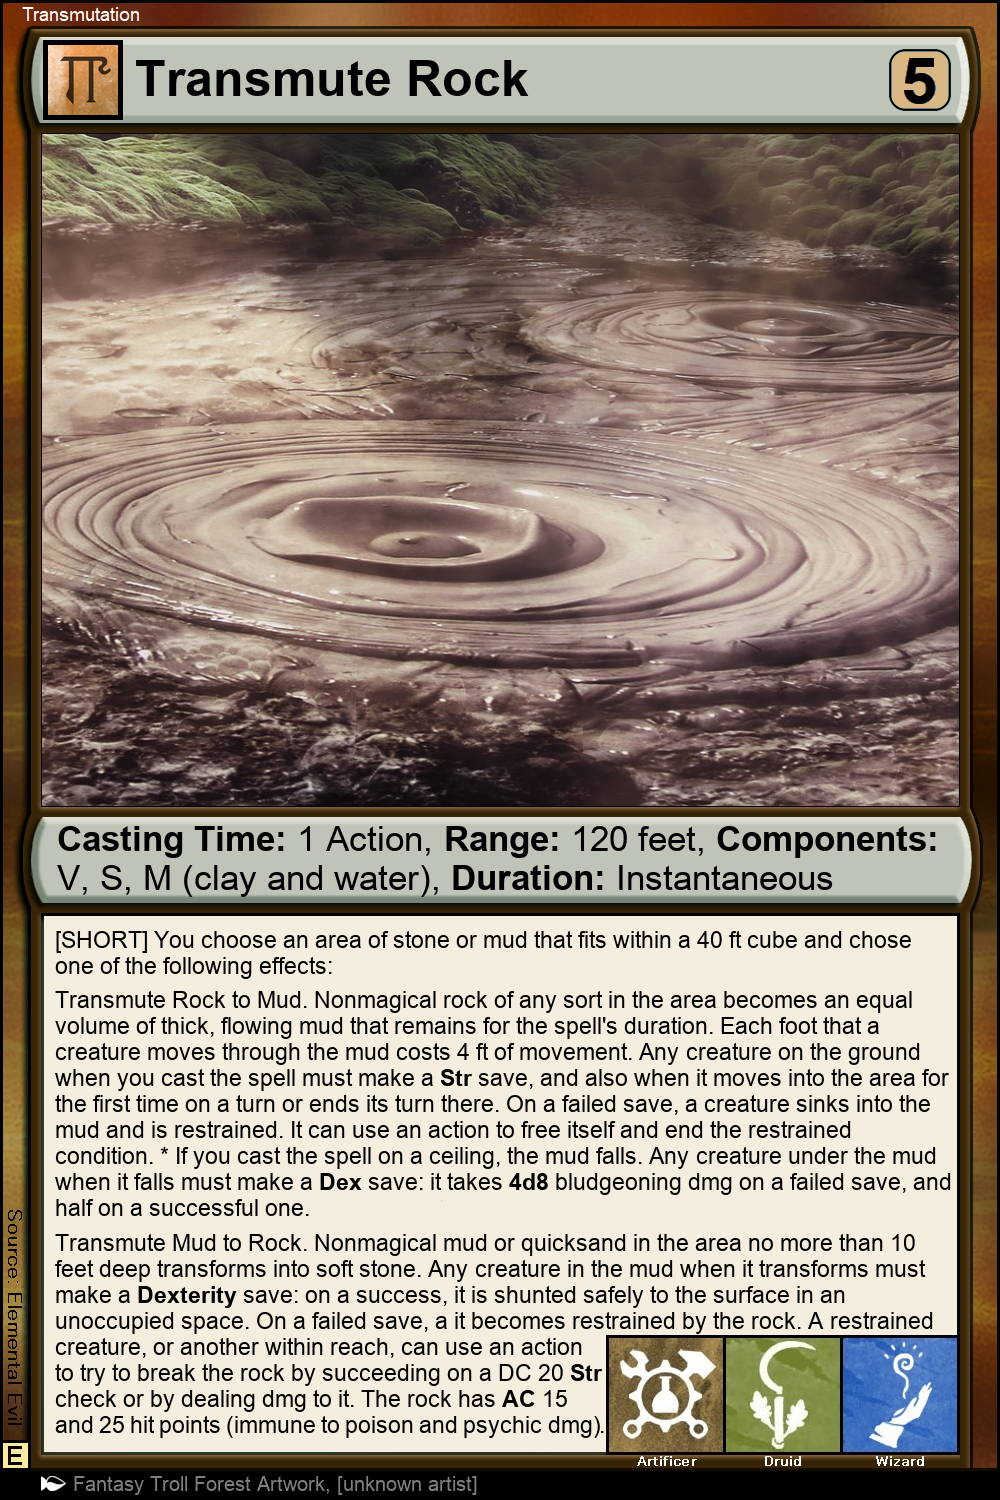 Transmutation
Transmute Rock
5
Casting Time: 1 Action, Range: 120 feet, Components:
V, S, M (clay and water), Duration: Instantaneous
[SHORT] You choose an area of stone or mud that fits within a 40 ft cube and chose
one of the following effects:
Transmute Rock to Mud. Nonmagical rock of any sort in the area becomes an equal
volume of thick, flowing mud that remains for the spell's duration. Each foot that a
creature moves through the mud costs 4 ft of movement. Any creature on the ground
when you cast the spell must make a Str save, and also when it moves into the area for
the first time on a turn or ends its turn there. On a failed save, a creature sinks into the
mud and is restrained. It can use an action to free itself and end the restrained
condition. * If you cast the spell on a ceiling, the mud falls. Any creature under the mud
when it falls must make a Dex save: it takes 4d8 bludgeoning dmg on a failed save, and
half on a successful one.
Transmute Mud to Rock. Nonmagical mud or quicksand in the area no more than 10
feet deep transforms into soft stone. Any creature in the mud when it transforms must
make a Dexterity save: on a success, it is shunted safely to the surface in an
unoccupied space. On a failed save, a it becomes restrained by the rock. A restrained
creature, or another within reach, can use an action
to try to break the rock by succeeding on a DC 20 Str
check or by dealing dmg to it. The rock has AC 15
and 25 hit points (immune to poison and psychic dmg).
Artificer Druid Wizard
Source: Elemental Evil
E
Fantasy Troll Forest Artwork, [unknown artist]